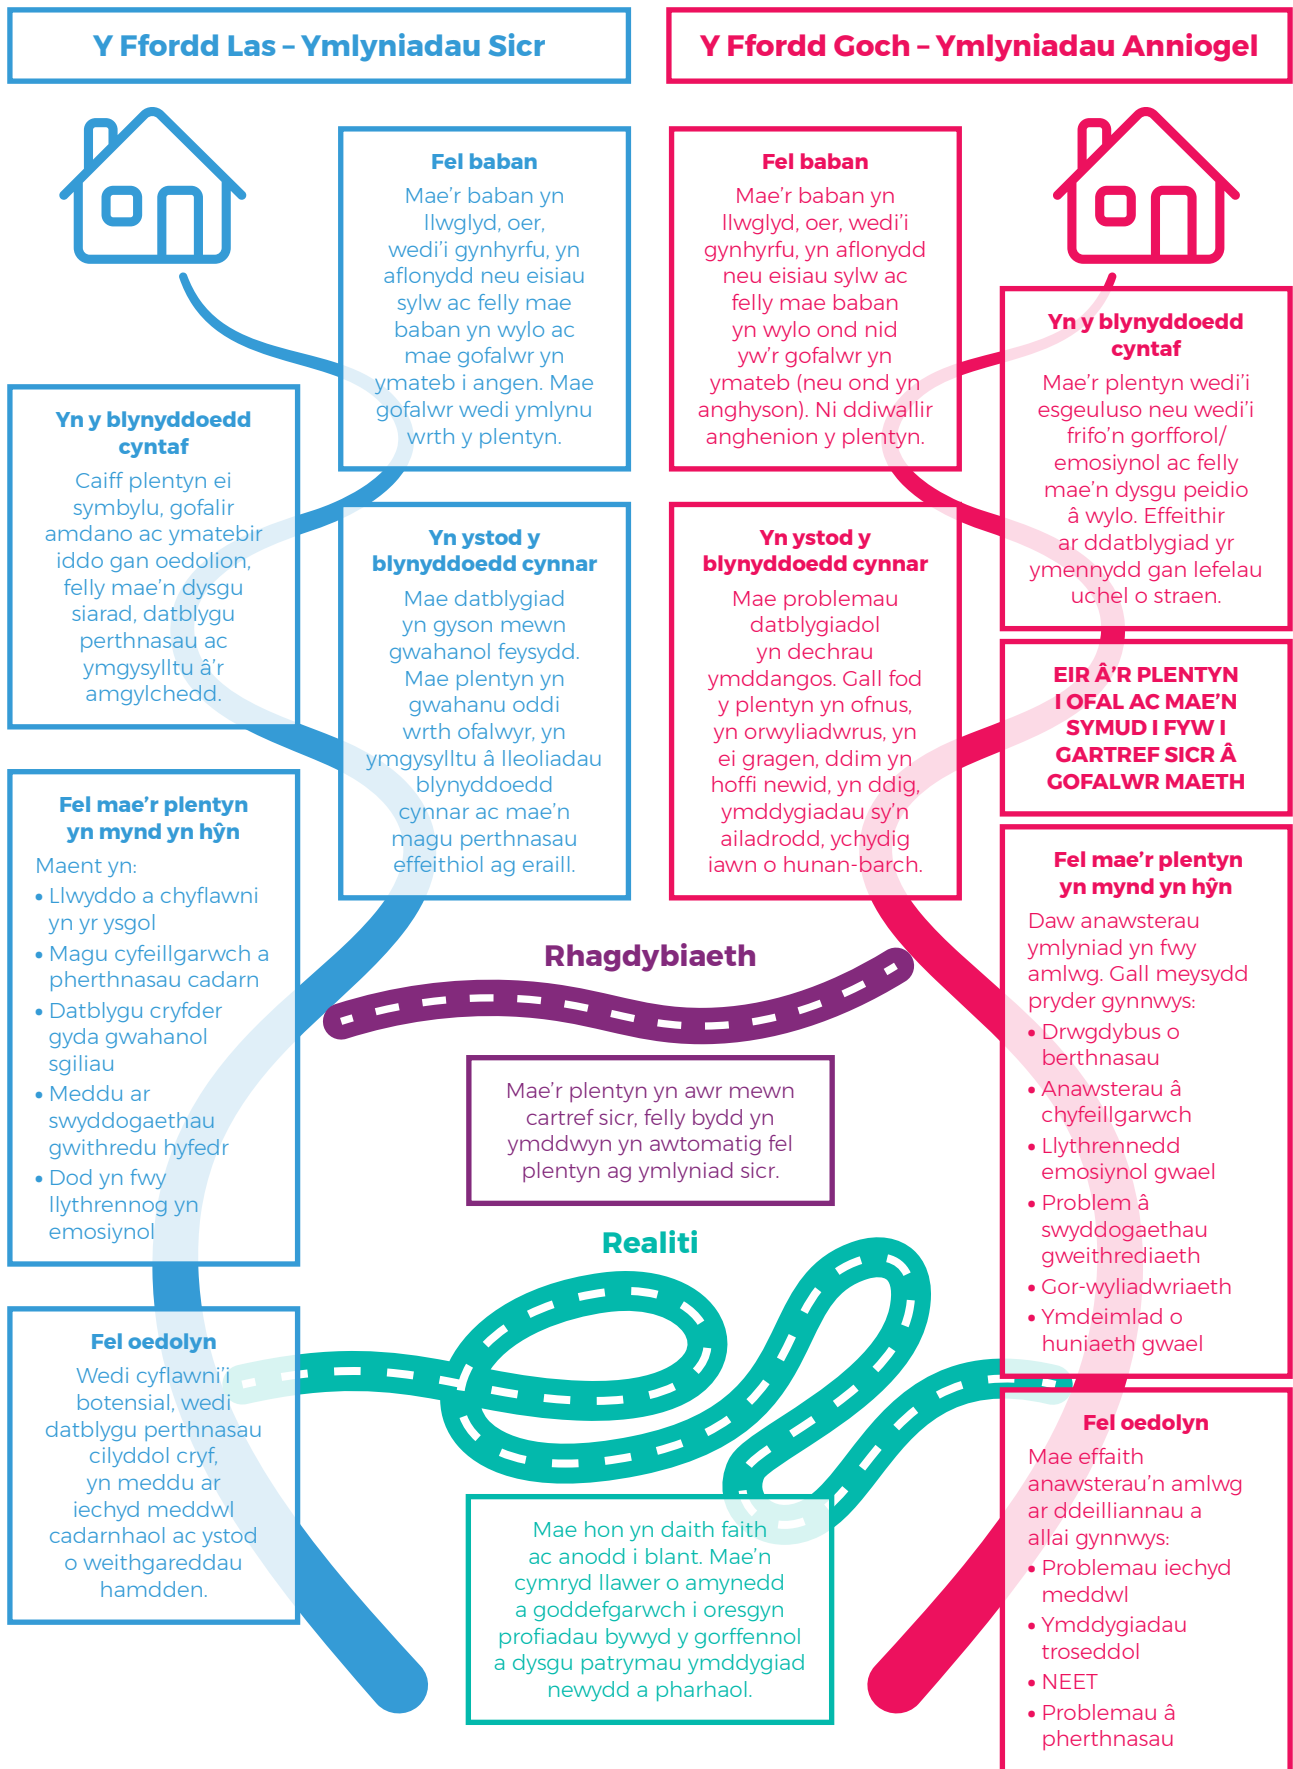 Y Ffordd Las – Ymlyniadau Sicr
Fel baban
Mae'r baban yn
llwglyd, oer,
wedi'i gynhyrfu, yn
aflonydd neu eisiau
sylw ac felly mae
baban yn wylo ac
mae gofalwr yn
ymateb i angen. Mae
gofalwr wedi ymlynu
wrth y plentyn.
Yn y blynyddoedd
cyntaf
Caiff plentyn ei
symbylu, gofalir
amdano ac ymatebir
iddo gan oedolion,
felly mae'n dysgu
siarad, datblygu
perthnasau ac
ymgysylltu â'r
amgylchedd.
Yn ystod y
blynyddoedd cynnar
Mae datblygiad
yn gyson mewn
gwahanol feysydd.
Mae plentyn yn
gwahanu oddi
wrth ofalwyr, yn
ymgysylltu â lleoliadau
blynyddoedd
cynnar ac mae'n
magu perthnasau
effeithiol ag eraill.
Fel mae'r plentyn
yn mynd yn hŷn
Maent yn:
• Llwyddo a chyflawni
yn yr ysgol
• Magu cyfeillgarwch a
pherthnasau cadarn
• Datblygu cryfder
gyda gwahanol
sgiliau
• Meddu ar
swyddogaethau
gwithredu hyfedr
• Dod yn fwy
llythrennog yn
emosiynol
Fel oedolyn
Wedi cyflawni'i
botensial, wedi
datblygu perthnasau
cilyddol cryf,
yn meddu ar
iechyd meddwl
cadarnhaol ac ystod
o weithgareddau
hamdden.
Y Ffordd Goch – Ymlyniadau Anniogel
Fel baban
Mae'r baban yn
llwglyd, oer, wedi'i
gynhyrfu, yn aflonydd
neu eisiau sylw ac
felly mae baban
yn wylo ond nid
yw'r gofalwr yn
ymateb (neu ond yn
anghyson). Ni ddiwallir
anghenion y plentyn.
Yn y blynyddoedd
cyntaf
Mae'r plentyn wedi'i
esgeuluso neu wedi'i
frifo'n gorfforol/
emosiynol ac felly
mae'n dysgu peidio
â wylo. Effeithir
ar ddatblygiad yr
ymennydd gan lefelau
uchel o straen.
Yn ystod y
blynyddoedd cynnar
Mae problemau
datblygiadol
yn dechrau
ymddangos. Gall fod
y plentyn yn ofnus,
yn orwyliadwrus, yn
ei gragen, ddim yn
hoffi newid, yn ddig,
ymddygiadau sy'n
ailadrodd, ychydig
iawn o hunan-barch.
EIR Â'R PLENTYN
I OFAL AC MAE'N
SYMUD I FYW I
GARTREF SICR Â
GOFALWR MAETH
Fel mae'r plentyn
yn mynd yn hŷn
Daw anawsterau
ymlyniad yn fwy
amlwg. Gall meysydd
pryder gynnwys:
• Drwgdybus o
berthnasau
• Anawsterau â
chyfeillgarwch
• Llythrennedd
emosiynol gwael
• Problem â
swyddogaethau
gweithrediaeth
• Gor-wyliadwriaeth
• Ymdeimlad o
huniaeth gwael
Fel oedolyn
Mae effaith
anawsterau'n amlwg
ar ddeilliannau a
allai gynnwys:
• Problemau iechyd
meddwl
• Ymddygiadau
troseddol
• NEET
• Problemau â
pherthnasau
Rhagdybiaeth
Mae'r plentyn yn awr mewn
cartref sicr, felly bydd yn
ymddwyn yn awtomatig fel
plentyn ag ymlyniad sicr.
Realiti
Mae hon yn daith faith
ac anodd i blant. Mae'n
cymryd llawer o amynedd
a goddefgarwch i oresgyn
profiadau bywyd y gorffennol
a dysgu patrymau ymddygiad
newydd a pharhaol.